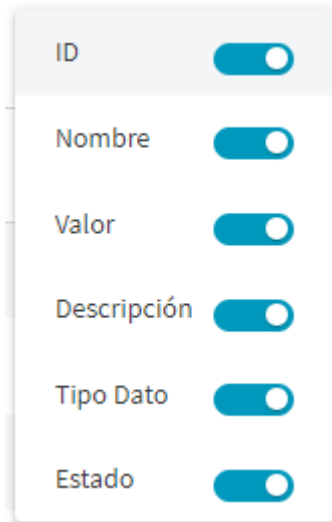 ID
Nombre
Valor
Descripción
Tipo Dato
Estado